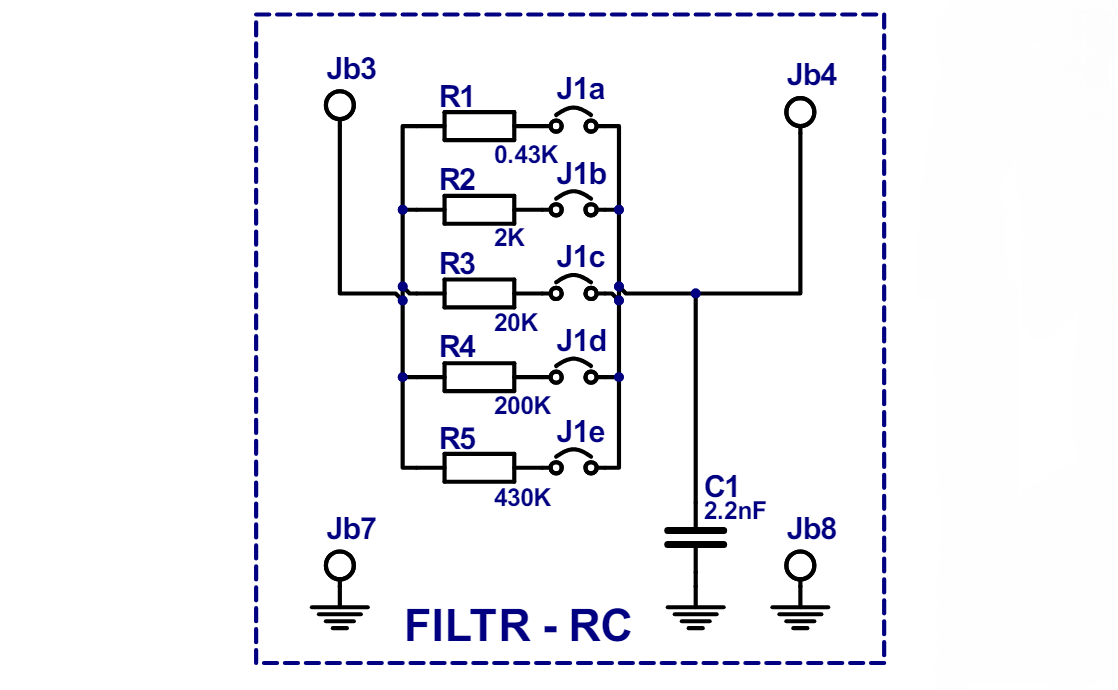 Jb3
Jb4
R1
J1a
0.43K
R2
J1b
2K
R3
J1c
20K
R4
J1d
200K
R5
J1e
430K
C1
2.2nF
Jb7
Jb8
FILTR - RC